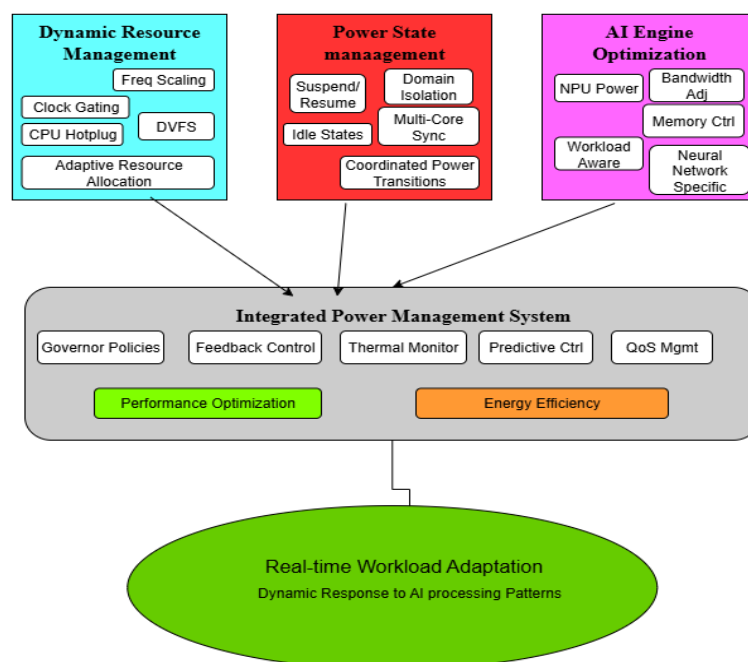 Dynamic Resource
Management
Freq Scaling
Clock Gating
CPU Hotplug
DVFS
Adaptive Resource
Allocation
Power State
manaagement
Suspend/
Resume
Domain
Isolation
Idle States
Multi-Core
Sync
Coordinated Power
Transitions
AI Engine
Optimization
NPU Power
Bandwidth
Adj
Memory Ctrl
Workload
Aware
Neural
Network
Specific
Integrated Power Management System
Governor Policies
Feedback Control
Thermal Monitor
Predictive Ctrl
QoS Mgmt
Performance Optimization
Energy Efficiency
Real-time Workload Adaptation
Dynamic Response to AI processing Patterns